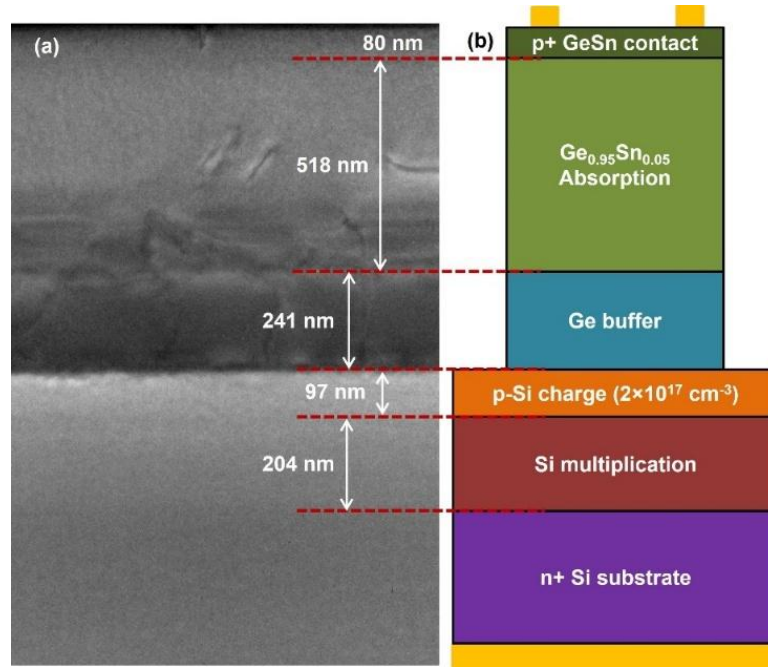 (a)
80 nm
(b)
p+ GeSn contact
518 nm
Ge₀.₉₅Sn₀.₀₅
Absorption
241 nm
Ge buffer
97 nm
p-Si charge (2×10¹⁷ cm⁻³)
204 nm
Si multiplication
n+ Si substrate